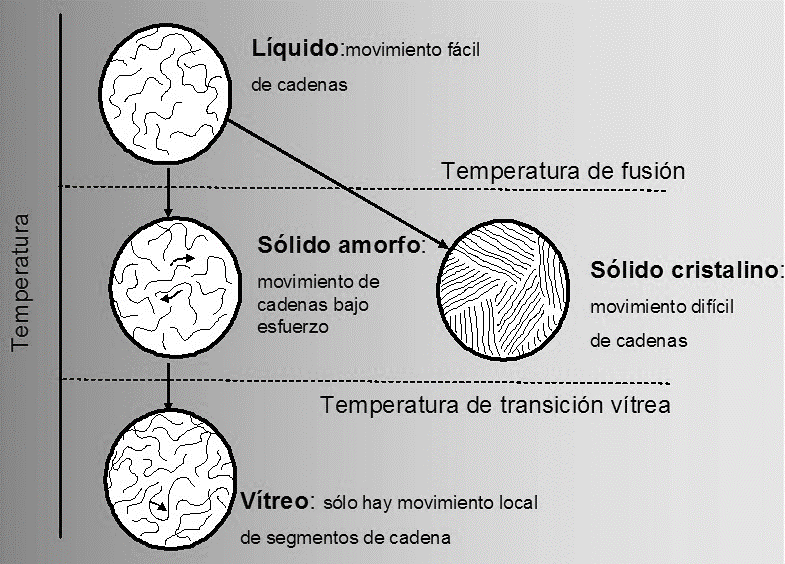 Líquido:movimiento fácil
de cadenas
Temperatura de fusión
Temperatura
Sólido amorfo:
movimiento de
cadenas bajo
esfuerzo
Sólido cristalino:
movimiento difícil
de cadenas
Temperatura de transición vítrea
Vítreo: sólo hay movimiento local
de segmentos de cadena